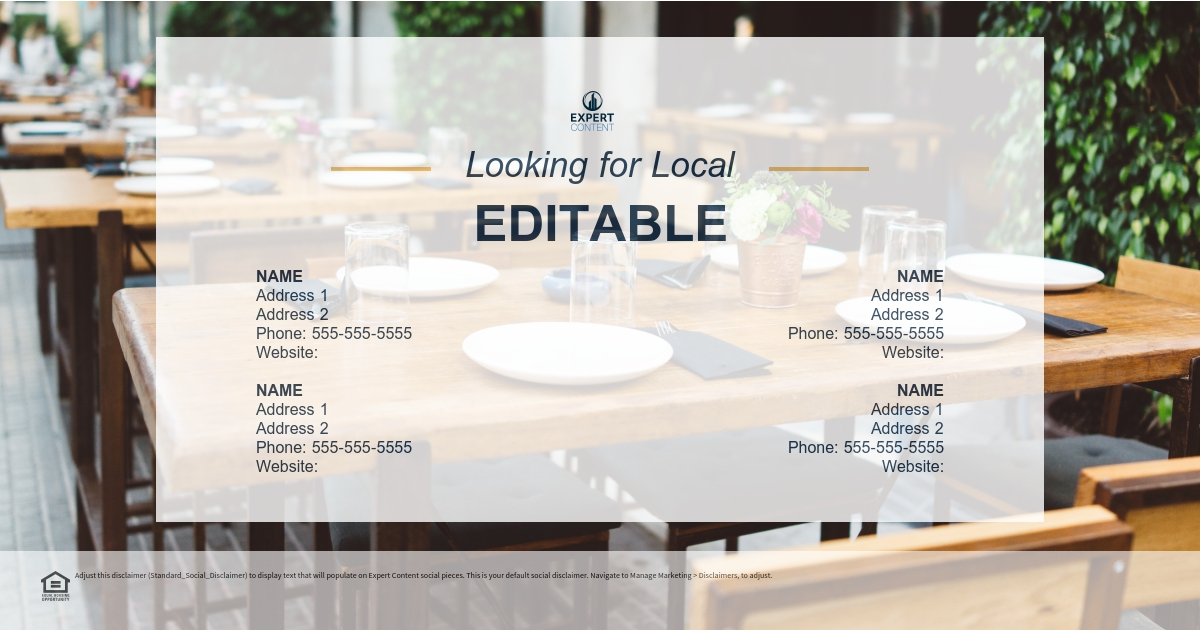 EXPERT
CONTENT
Looking for Local
EDITABLE
NAME
Address 1
Address 2
Phone: 555-555-5555
Website:
NAME
Address 1
Address 2
Phone: 555-555-5555
Website:
NAME
Address 1
Address 2
Phone: 555-555-5555
Website:
NAME
Address 1
Address 2
Phone: 555-555-5555
Website:
Adjust this disclaimer (Standard_Social_Disclaimer) to display text that will populate on Expert Content social pieces. This is your default social disclaimer. Navigate to Manage Marketing > Disclaimers, to adjust.
EQUAL HOUSING
OPPORTUNITY